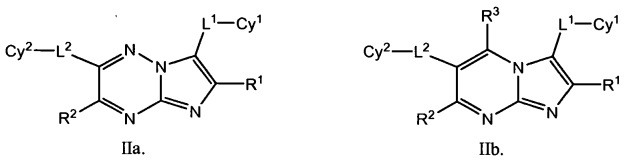 L¹—Cy¹
Cy²—L²
N
N
R¹
R²
N
N
IIa.
R³
L¹—Cy¹
Cy²—L²
N
R¹
R²
N
N
IIb.